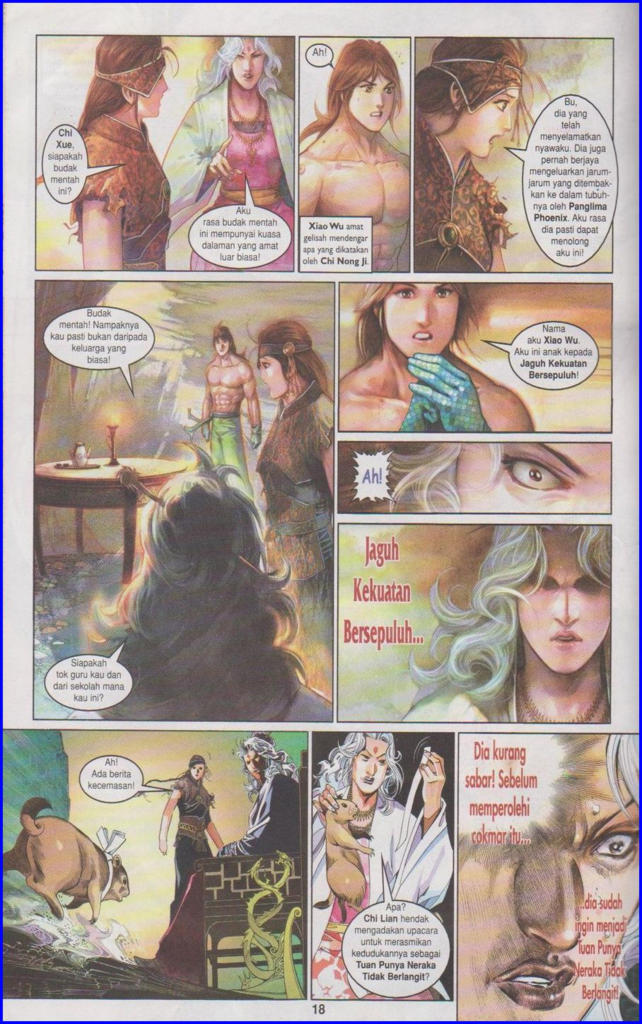 Chi
Xue,
siapakah
budak
mentah
ini?
Aku
rasa budak mentah
ini mempunyai kuasa
dalaman yang amat
luar biasa!
Ah!
Xiao Wu amat
gelisah mendengar
apa yang dikatakan
oleh Chi Nong Ji.
Bu,
dia yang
telah
menyelamatkan
nyawaku. Dia juga
pernah berjaya
mengeluarkan jarum-
jarum yang ditembak-
kan ke dalam tubuh-
nya oleh Panglima
Phoenix. Aku rasa
dia pasti dapat
menolong
aku ini!
Budak
mentah! Nampaknya
kau pasti bukan daripada
keluarga yang
biasa!
Siapakah
tok guru kau dan
dari sekolah mana
kau ini?
Nama
aku Xiao Wu.
Aku ini anak kepada
Jaguh Kekuatan
Bersepuluh!
Ah!
Jaguh
Kekuatan
Bersepuluh...
Ah!
Ada berita
kecemasan!
Apa?
Chi Lian hendak
mengadakan upacara
untuk merasmikan
kedudukannya sebagai
Tuan Punya Neraka
Tidak Berlangit?
Dia kurang
sabar! Sebelum
memperolehi
cokmar itu...
...dia sudah
ingin menjadi
Tuan Punya
Neraka Tidak
Berlangit!
18